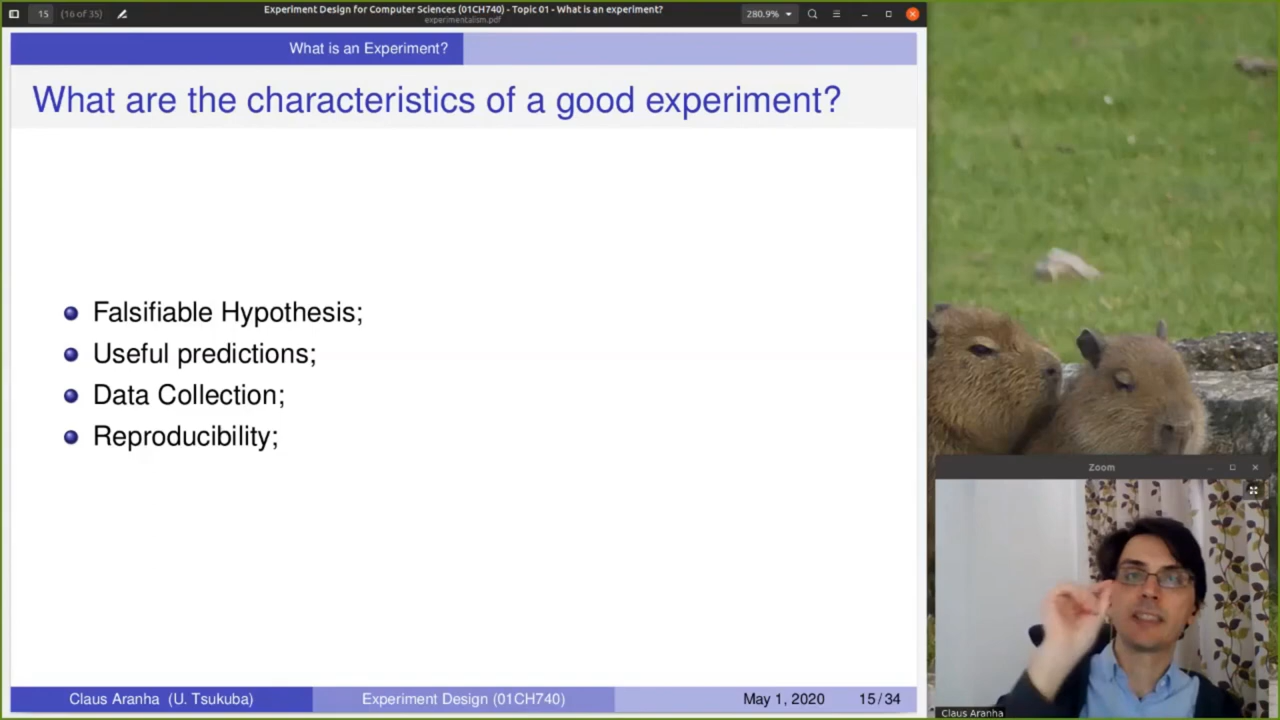 15 (16 of 35)
Experiment Design for Computer Sciences (01CH740) - Topic 01 - What is an experiment?
experimentalism.pdf
280.9%
What is an Experiment?
What are the characteristics of a good experiment?
Falsifiable Hypothesis;
Useful predictions;
Data Collection;
Reproducibility;
Claus Aranha (U. Tsukuba)
Experiment Design (01CH740)
May 1, 2020
15 / 34
Zoom
Claus Aranha